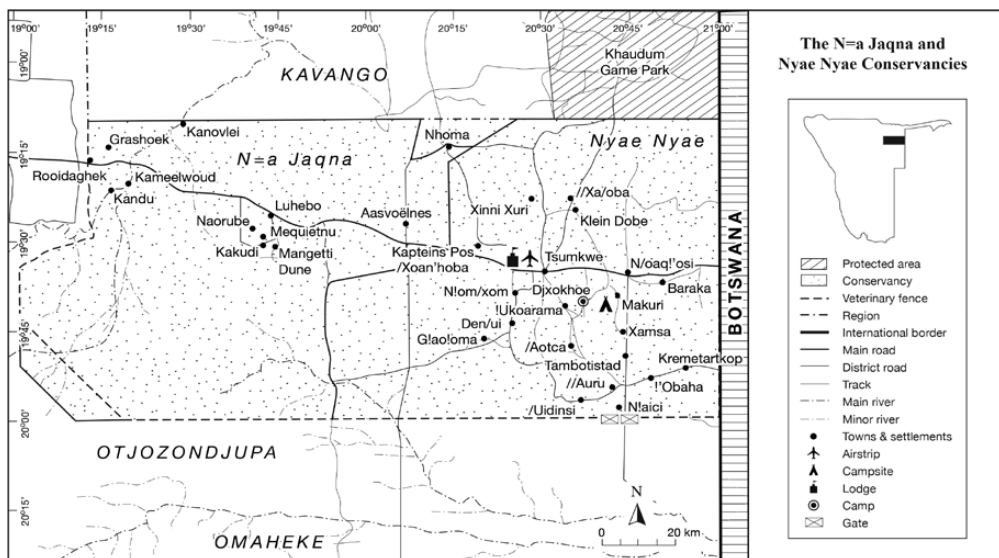 19°00'
19°15'
19°30'
19°45'
20°00'
20°15'
20°30'
20°45'
21°00'
19°00'
19°15'
19°30'
19°45'
20°00'
20°15'
KAVANGO
Khaudum
Game Park
Kanovlei
Grashoek
N=a Jaqna
Nhoma
Nyae Nyae
Rooidaghek
Kameelwoud
Kandu
Luhebo
Naorube
Mequietnu
Kakudi
Mangetti
Dune
Aasvoëlnes
Xinni Xuri
//Xa/oba
Klein Dobe
Kapteins Pos
/Xoan'hoba
Tsumkwe
N/oaq!'osi
Baraka
N!om/xom
Djxokhoe
!Ukoarama
Makuri
Den/ui
G!ao!oma
/Aotca
Xamsa
Tambotistad
Kremetartkop
//Auru
!'Obaha
/Uidinsi
N!aici
BOTSWANA
OTJOZONDJUPA
OMAHEKE
N
0
20 km
The N=a Jaqna and
Nyae Nyae Conservancies
Protected area
Conservancy
Veterinary fence
Region
International border
Main road
District road
Track
Main river
Minor river
Towns & settlements
Airstrip
Campsite
Lodge
Camp
Gate